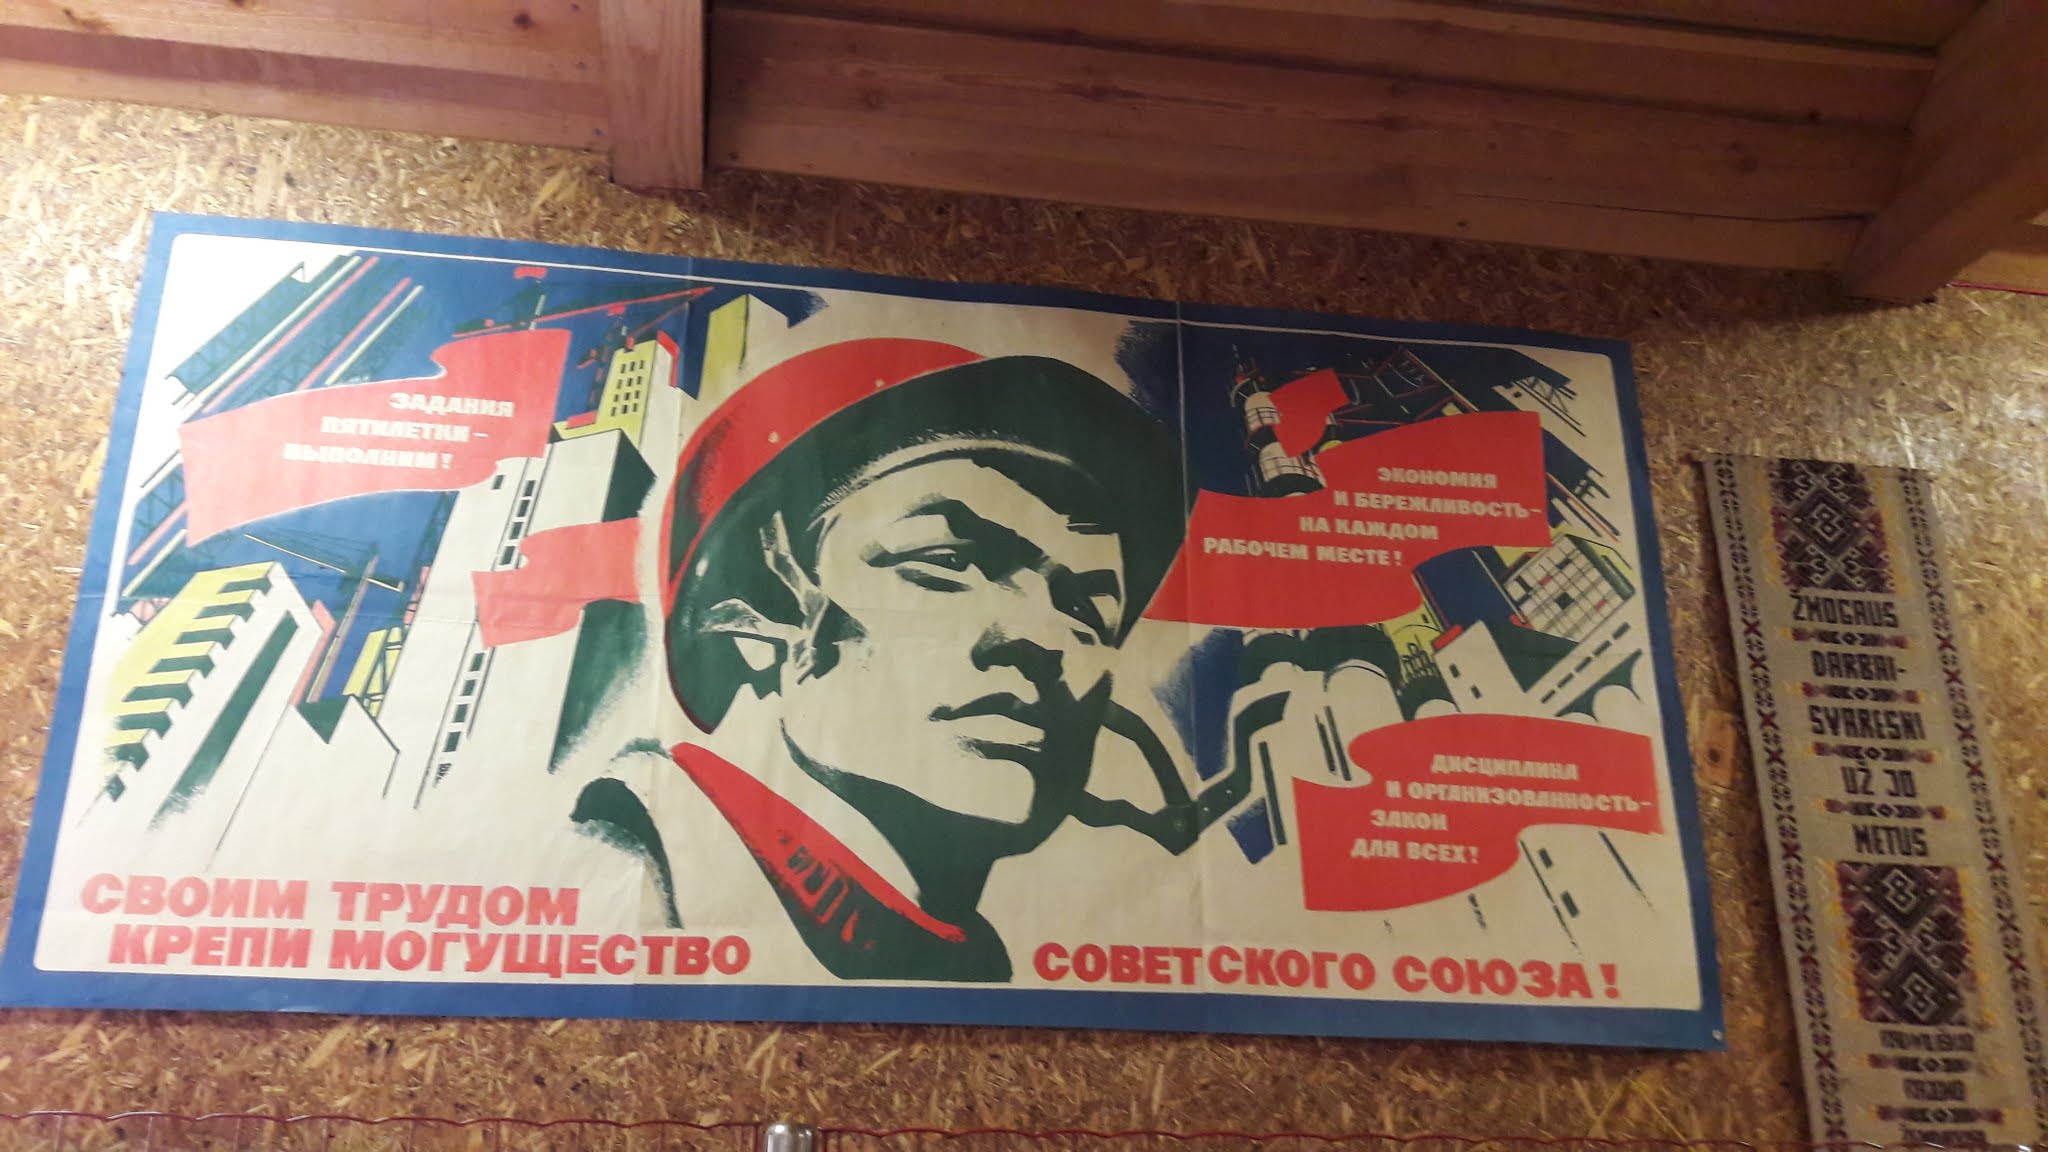 ЗАДАНИЯ
ПЯТИЛЕТКИ –
ВЫПОЛНИМ!
ЭКОНОМИЯ
И БЕРЕЖЛИВОСТЬ –
НА КАЖДОМ
РАБОЧЕМ МЕСТЕ!
ДИСЦИПЛИНА
И ОРГАНИЗОВАННОСТЬ –
ЗАКОН
ДЛЯ ВСЕХ!
СВОИМ ТРУДОМ
КРЕПИ МОГУЩЕСТВО СОВЕТСКОГО СОЮЗА!
ŽMOGAUS
DARBAI-
SVARESNI
UŽ JO
METUS